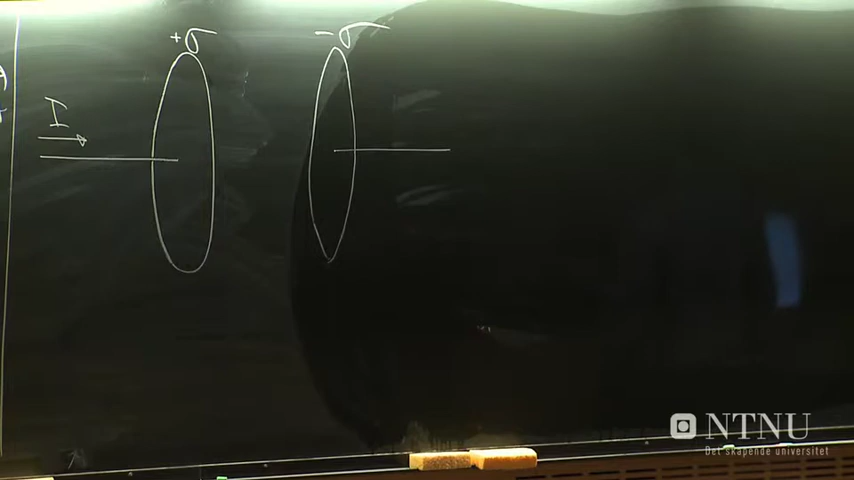 +σ
-σ
I
NTNU
Det skapende universitet